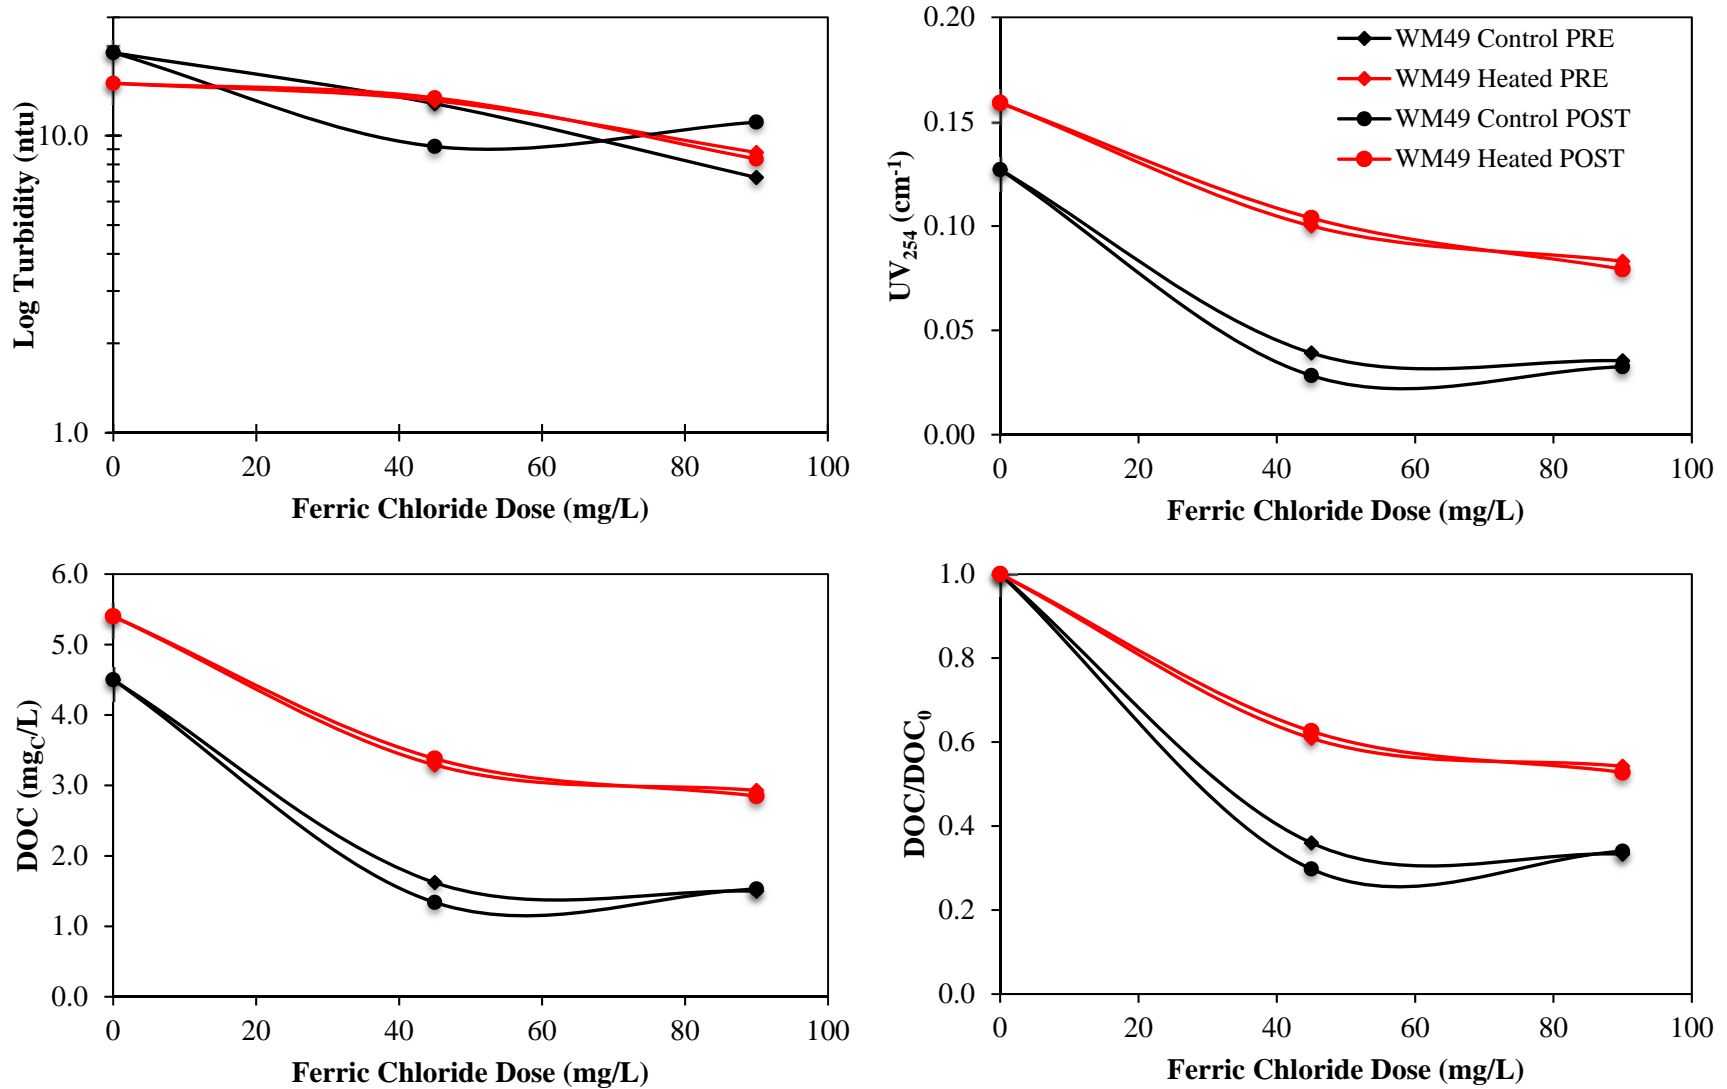 Log Turbidity (ntu)
10.0
1.0
0 20 40 60 80 100
Ferric Chloride Dose (mg/L)
UV254 (cm-1)
0.20
0.15
0.10
0.05
0.00
0 20 40 60 80 100
Ferric Chloride Dose (mg/L)
WM49 Control PRE
WM49 Heated PRE
WM49 Control POST
WM49 Heated POST
DOC (mgC/L)
6.0
5.0
4.0
3.0
2.0
1.0
0.0
0 20 40 60 80 100
Ferric Chloride Dose (mg/L)
DOC/DOC0
1.0
0.8
0.6
0.4
0.2
0.0
0 20 40 60 80 100
Ferric Chloride Dose (mg/L)